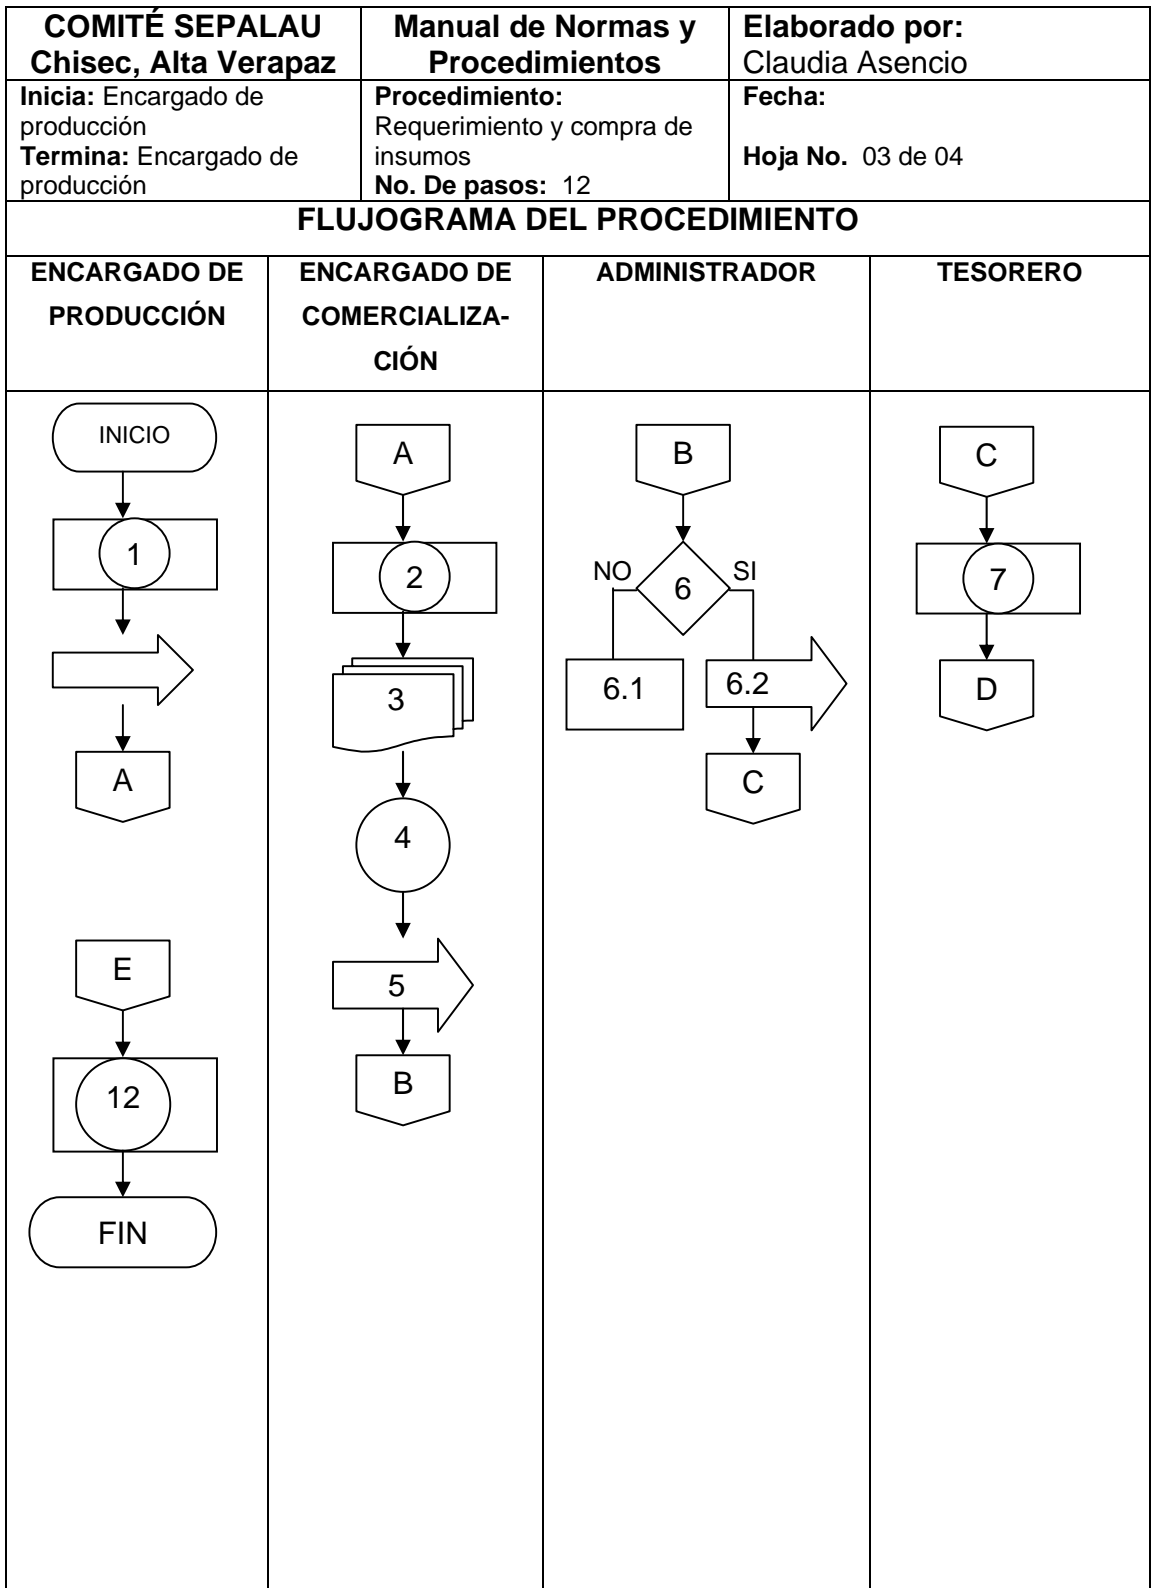 COMITÉ SEPALAU
Chisec, Alta Verapaz
Manual de Normas y
Procedimientos
Elaborado por:
Claudia Asencio
Inicia: Encargado de
producción
Termina: Encargado de
producción
Procedimiento:
Requerimiento y compra de
insumos
No. De pasos: 12
Fecha:
Hoja No. 03 de 04
FLUJOGRAMA DEL PROCEDIMIENTO
ENCARGADO DE
PRODUCCIÓN
ENCARGADO DE
COMERCIALIZA-
CIÓN
ADMINISTRADOR
TESORERO
INICIO
1
A
E
12
FIN
A
2
3
4
5
B
B
NO
6
SI
6.1
6.2
C
C
7
D